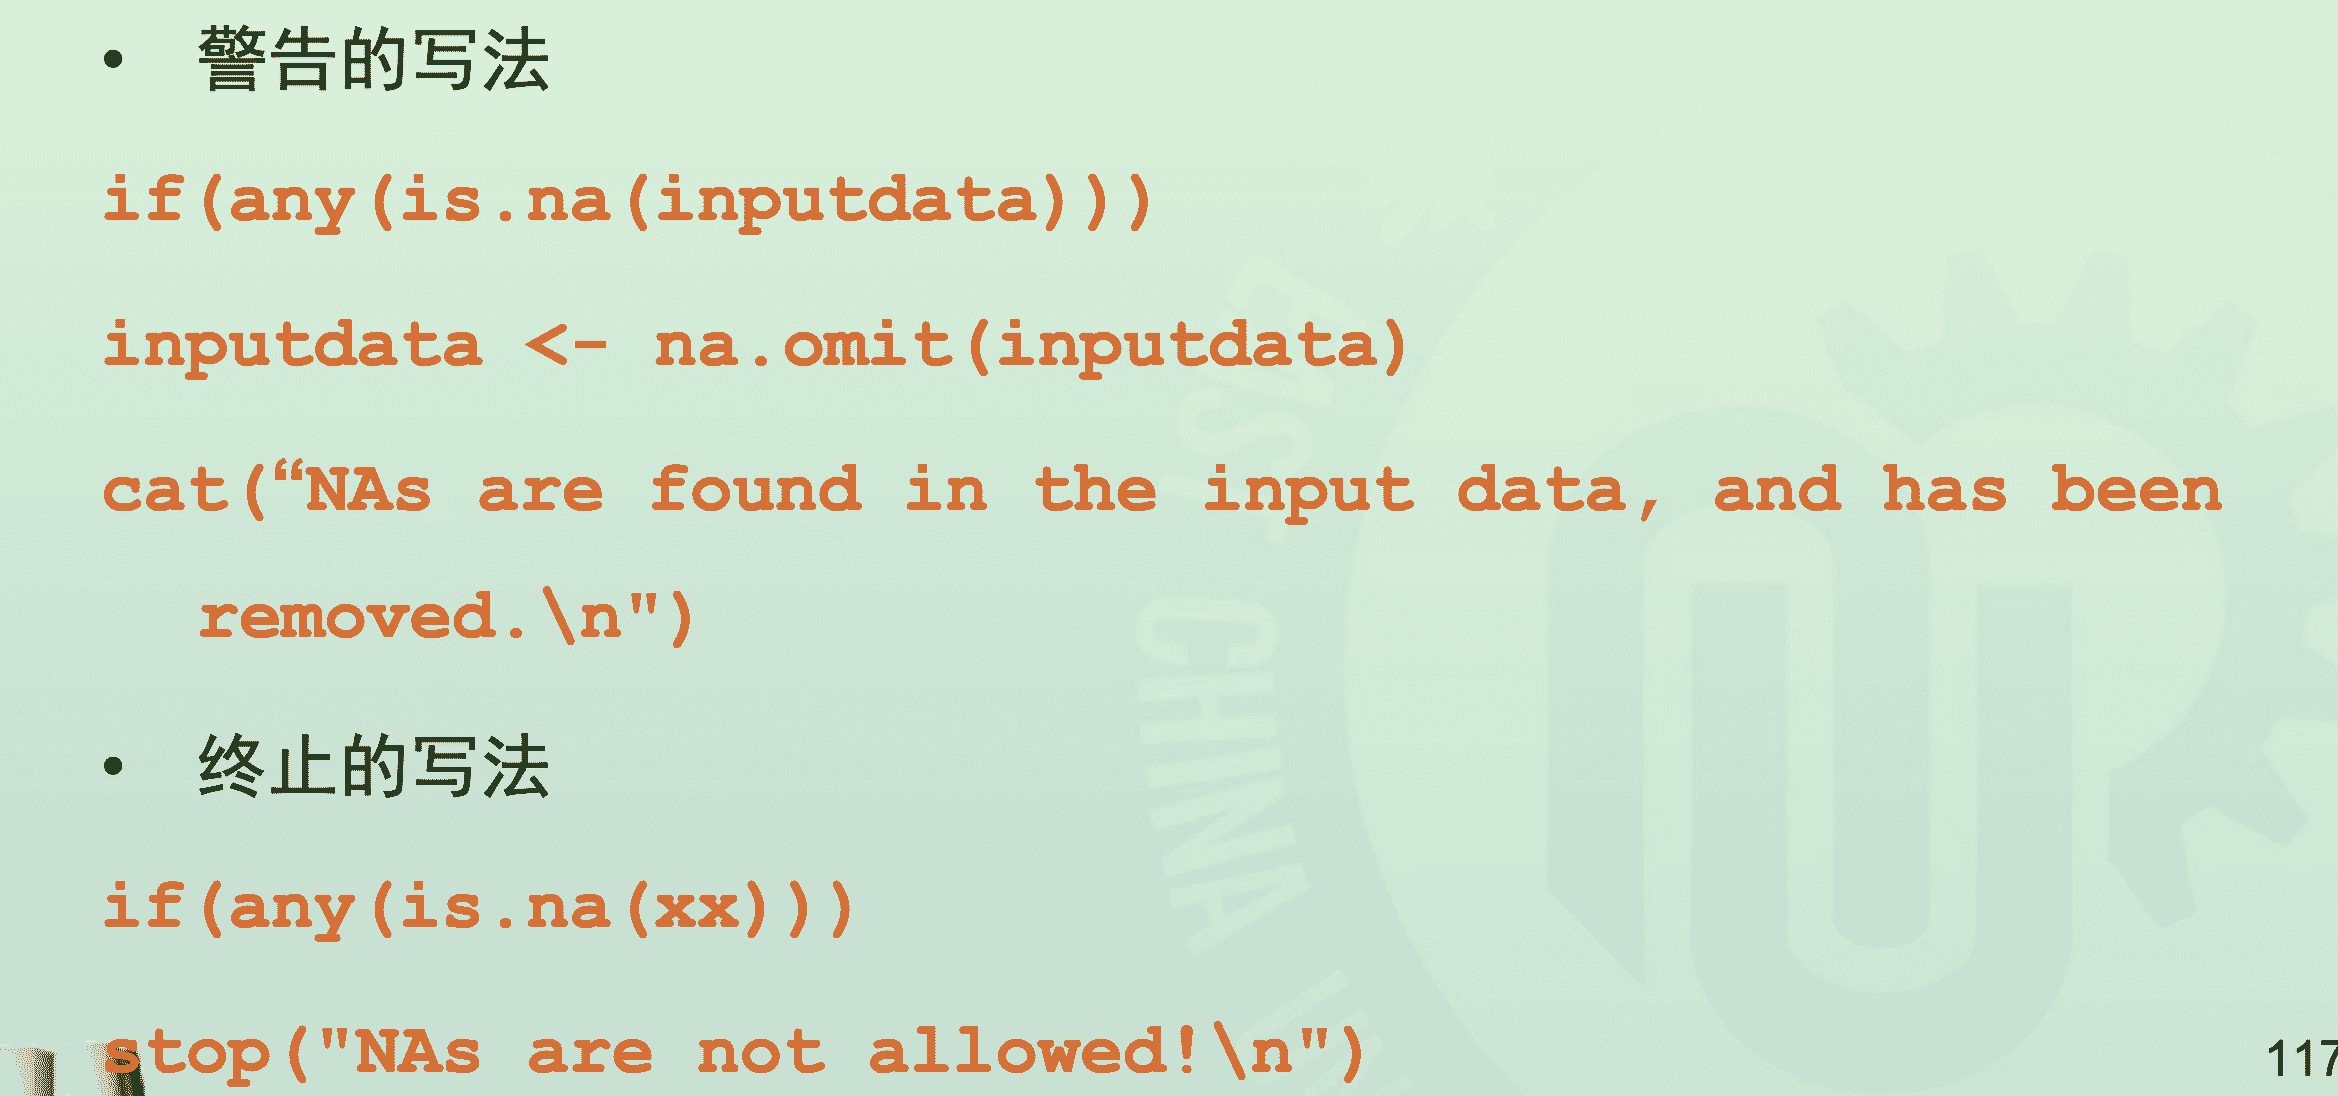 • 警告的写法
if(any(is.na(inputdata)))
inputdata <- na.omit(inputdata)
cat(“NAs are found in the input data, and has been
removed.\n")
• 终止的写法
if(any(is.na(xx)))
stop("NAs are not allowed!\n")
117
EAST
CHINA